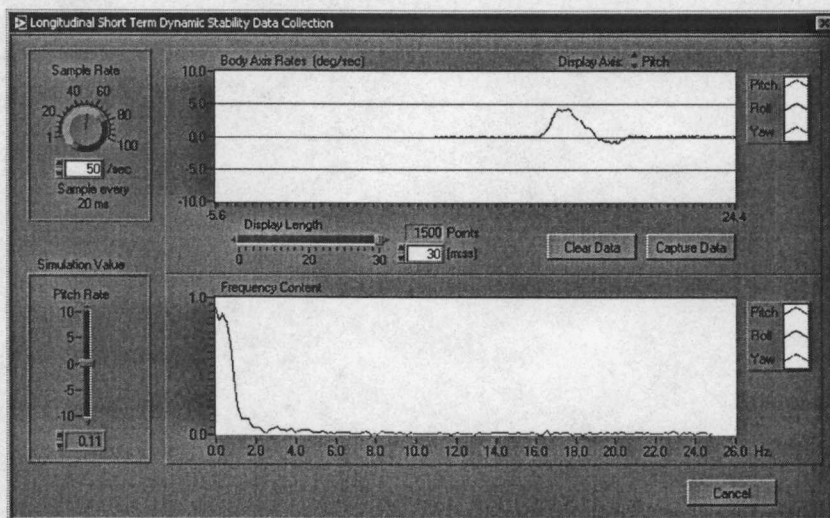 Longitudinal Short Term Dynamic Stability Data Collection
Sample Rate
40 60
20 80
1 100
50 /sec
Sample every
20 ms
Body Axis Rates (deg/sec)
Display Axis: Pitch
10.0
5.0
0.0
-5.0
-10.0
-5.6 24.4
Pitch
Roll
Yaw
Display Length
0 10 20 30
1500 Points
30
Clear Data
Capture Data
Simulation Value
Pitch Rate
10
5
0
-5
-10
0.11
Frequency Content
1.0
0.0
0.0 2.0 4.0 6.0 8.0 10.0 12.0 14.0 16.0 18.0 20.0 22.0 24.0 26.0 Hz.
Pitch
Roll
Yaw
Cancel